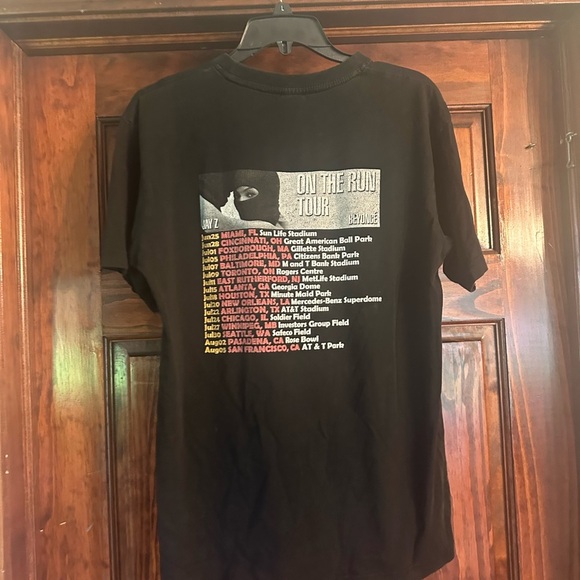 ON THE RUN
TOUR
JAY Z BEYONCÉ
Jun25 MIAMI, FL Sun Life Stadium
Jun28 CINCINNATI, OH Great American Ball Park
Jul01 FOXBOROUGH, MA Gillette Stadium
Jul05 PHILADELPHIA, PA Citizens Bank Park
Jul07 BALTIMORE, MD M and T Bank Stadium
Jul09 TORONTO, ON Rogers Centre
Jul11 EAST RUTHERFORD, NJ MetLife Stadium
Jul15 ATLANTA, GA Georgia Dome
Jul18 HOUSTON, TX Minute Maid Park
Jul20 NEW ORLEANS, LA Mercedes-Benz Superdome
Jul22 ARLINGTON, TX AT&T Stadium
Jul24 CHICAGO, IL Soldier Field
Jul27 WINNIPEG, MB Investors Group Field
Jul30 SEATTLE, WA Safeco Field
Aug02 PASADENA, CA Rose Bowl
Aug05 SAN FRANCISCO, CA AT & T Park